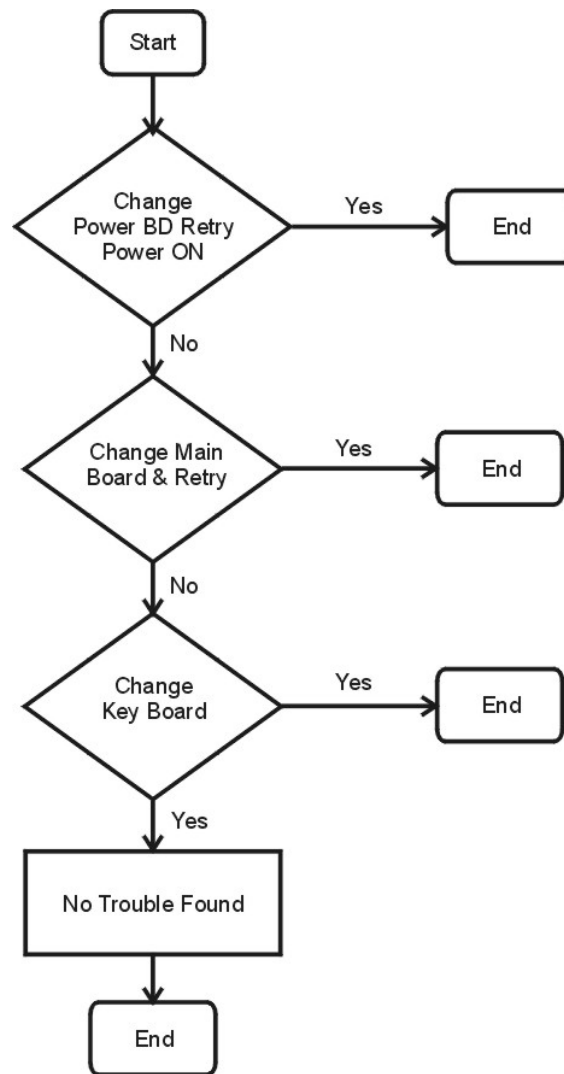 Start
Change
Power BD Retry
Power ON
Yes
End
No
Change Main
Board & Retry
Yes
End
No
Change
Key Board
Yes
End
Yes
No Trouble Found
End